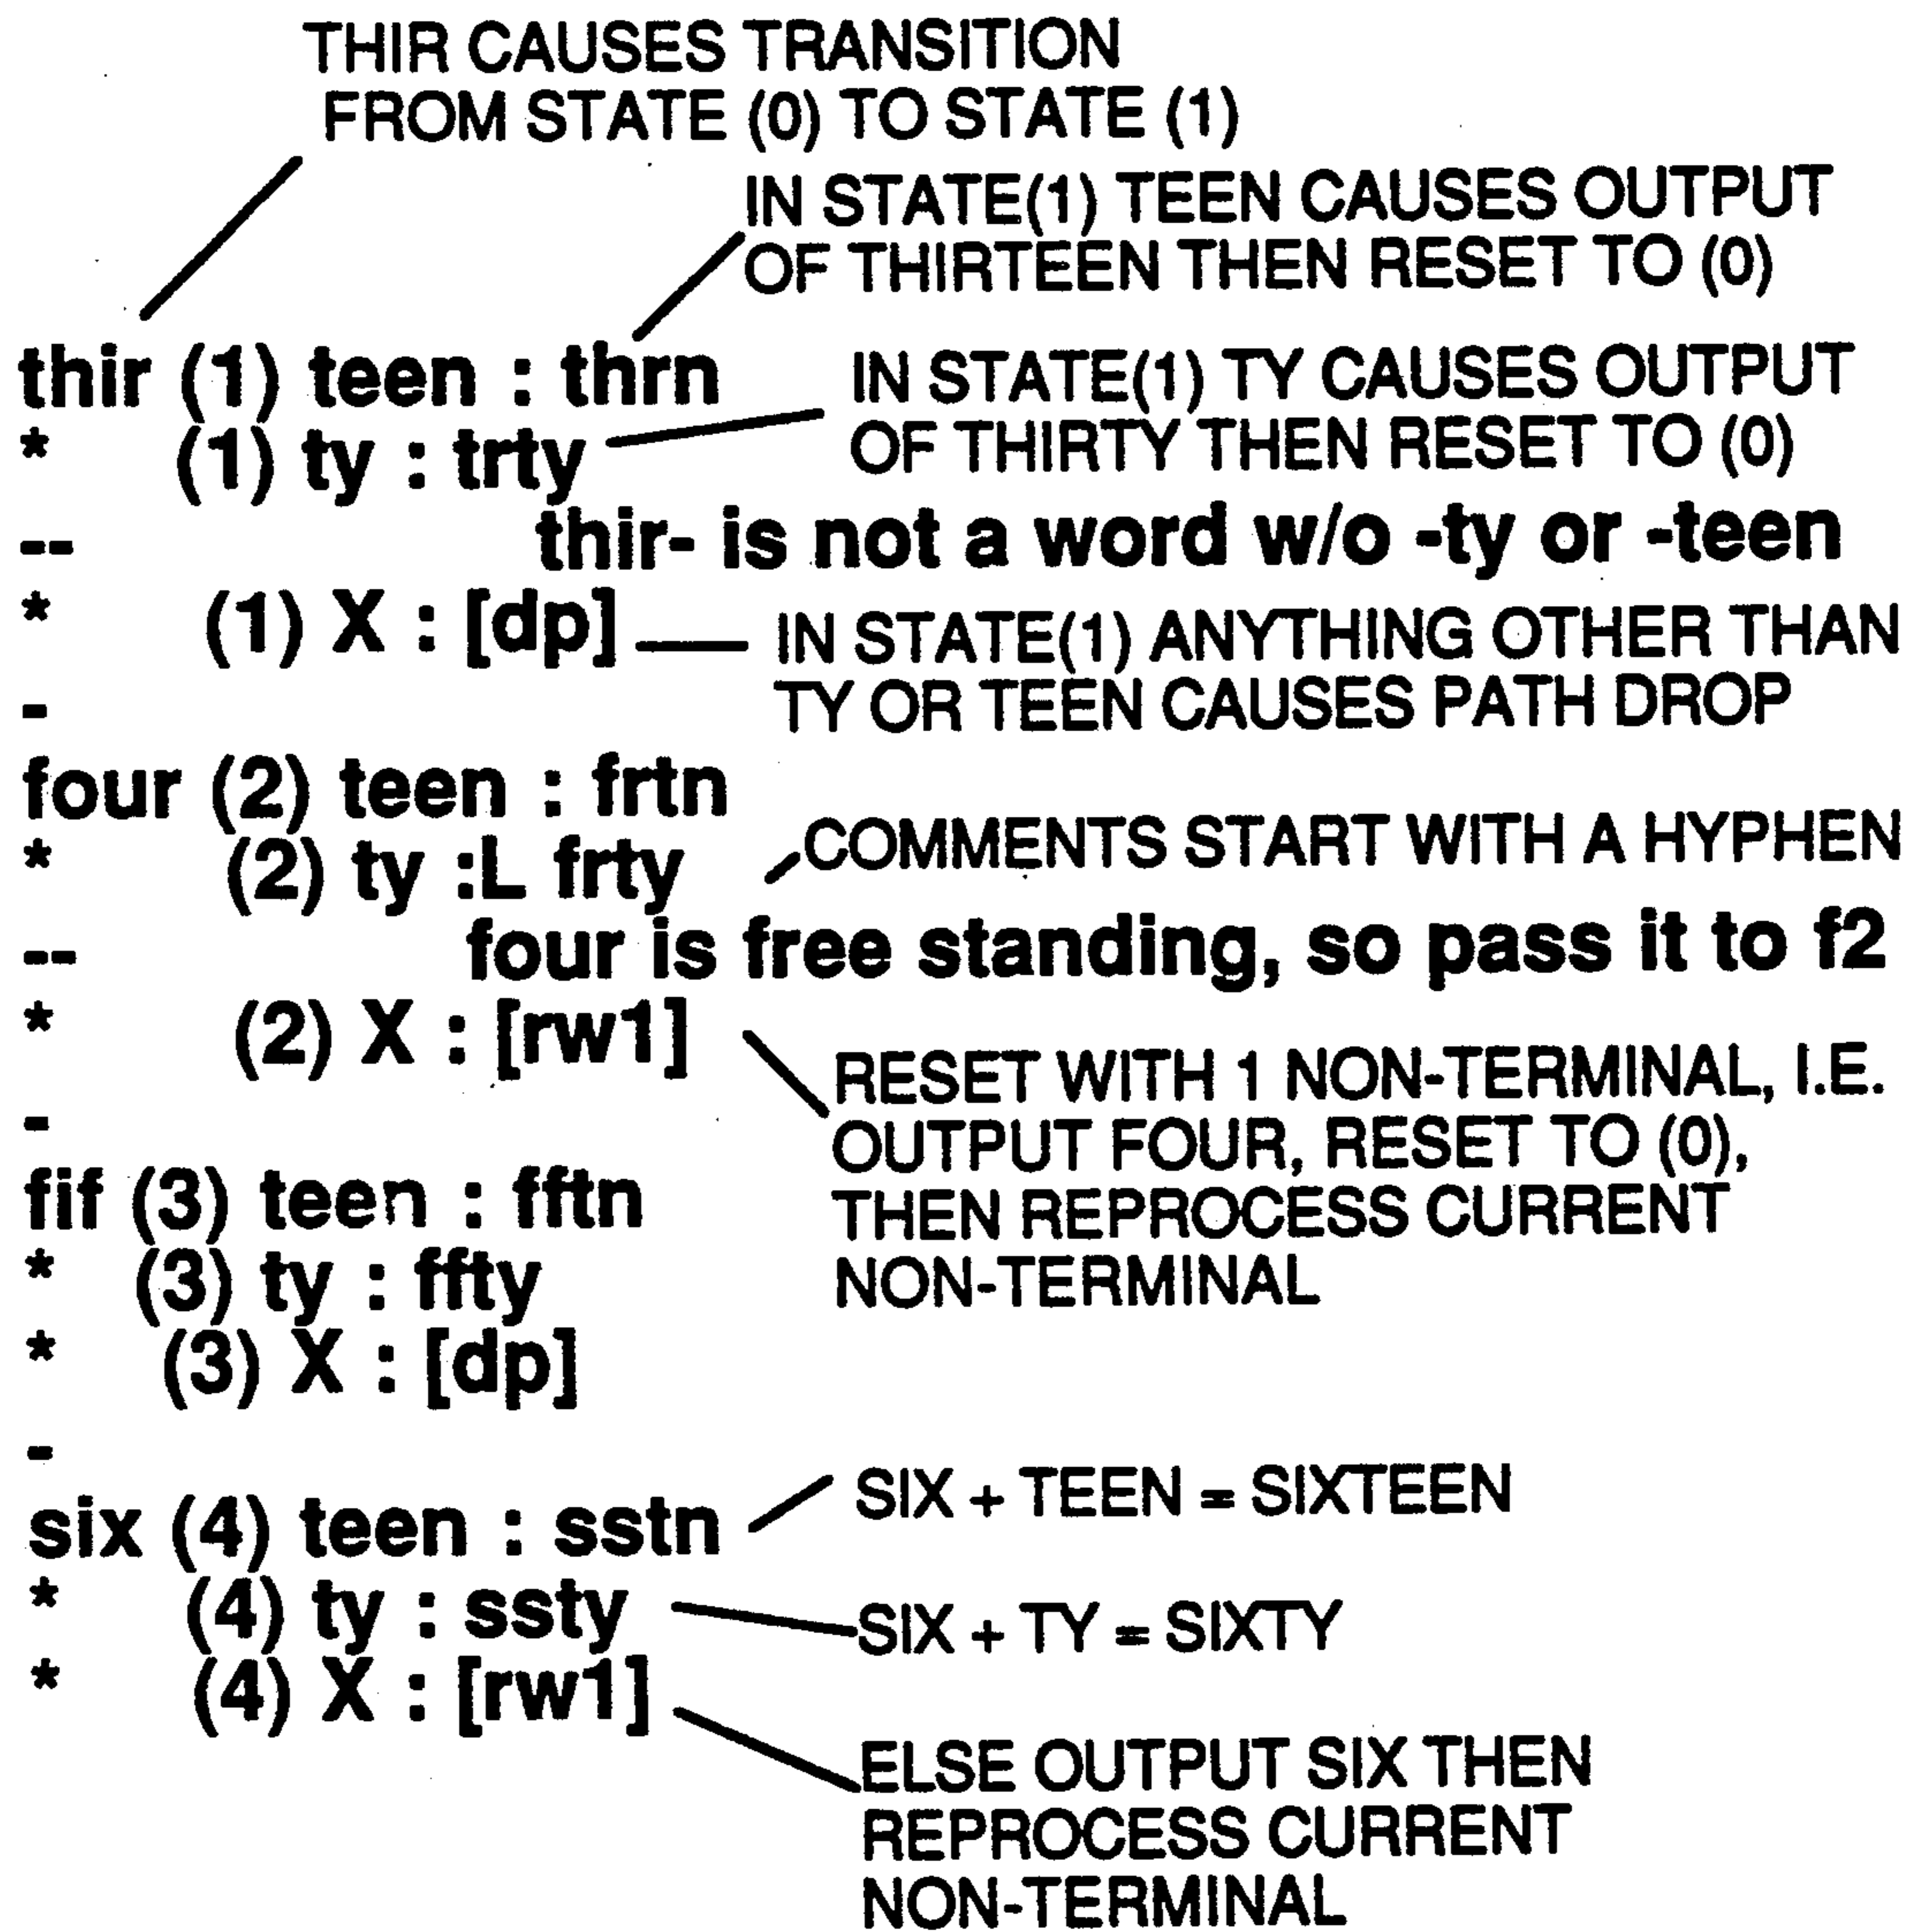 THIR CAUSES TRANSITION
FROM STATE (0) TO STATE (1)
IN STATE(1) TEEN CAUSES OUTPUT
OF THIRTEEN THEN RESET TO (0)
thir (1) teen : thrn
IN STATE(1) TY CAUSES OUTPUT
* (1) ty : trty
OF THIRTY THEN RESET TO (0)
-- thir- is not a word w/o -ty or -teen
* (1) X : [dp]
IN STATE(1) ANYTHING OTHER THAN
-
TY OR TEEN CAUSES PATH DROP
four (2) teen : frtn
COMMENTS START WITH A HYPHEN
* (2) ty :L frty
-- four is free standing, so pass it to f2
* (2) X : [rw1]
RESET WITH 1 NON-TERMINAL, I.E.
-
OUTPUT FOUR, RESET TO (0),
fif (3) teen : fftn
THEN REPROCESS CURRENT
* (3) ty : ffty
NON-TERMINAL
* (3) X : [dp]
-
SIX + TEEN = SIXTEEN
six (4) teen : sstn
* (4) ty : ssty
SIX + TY = SIXTY
* (4) X : [rw1]
ELSE OUTPUT SIX THEN
REPROCESS CURRENT
NON-TERMINAL